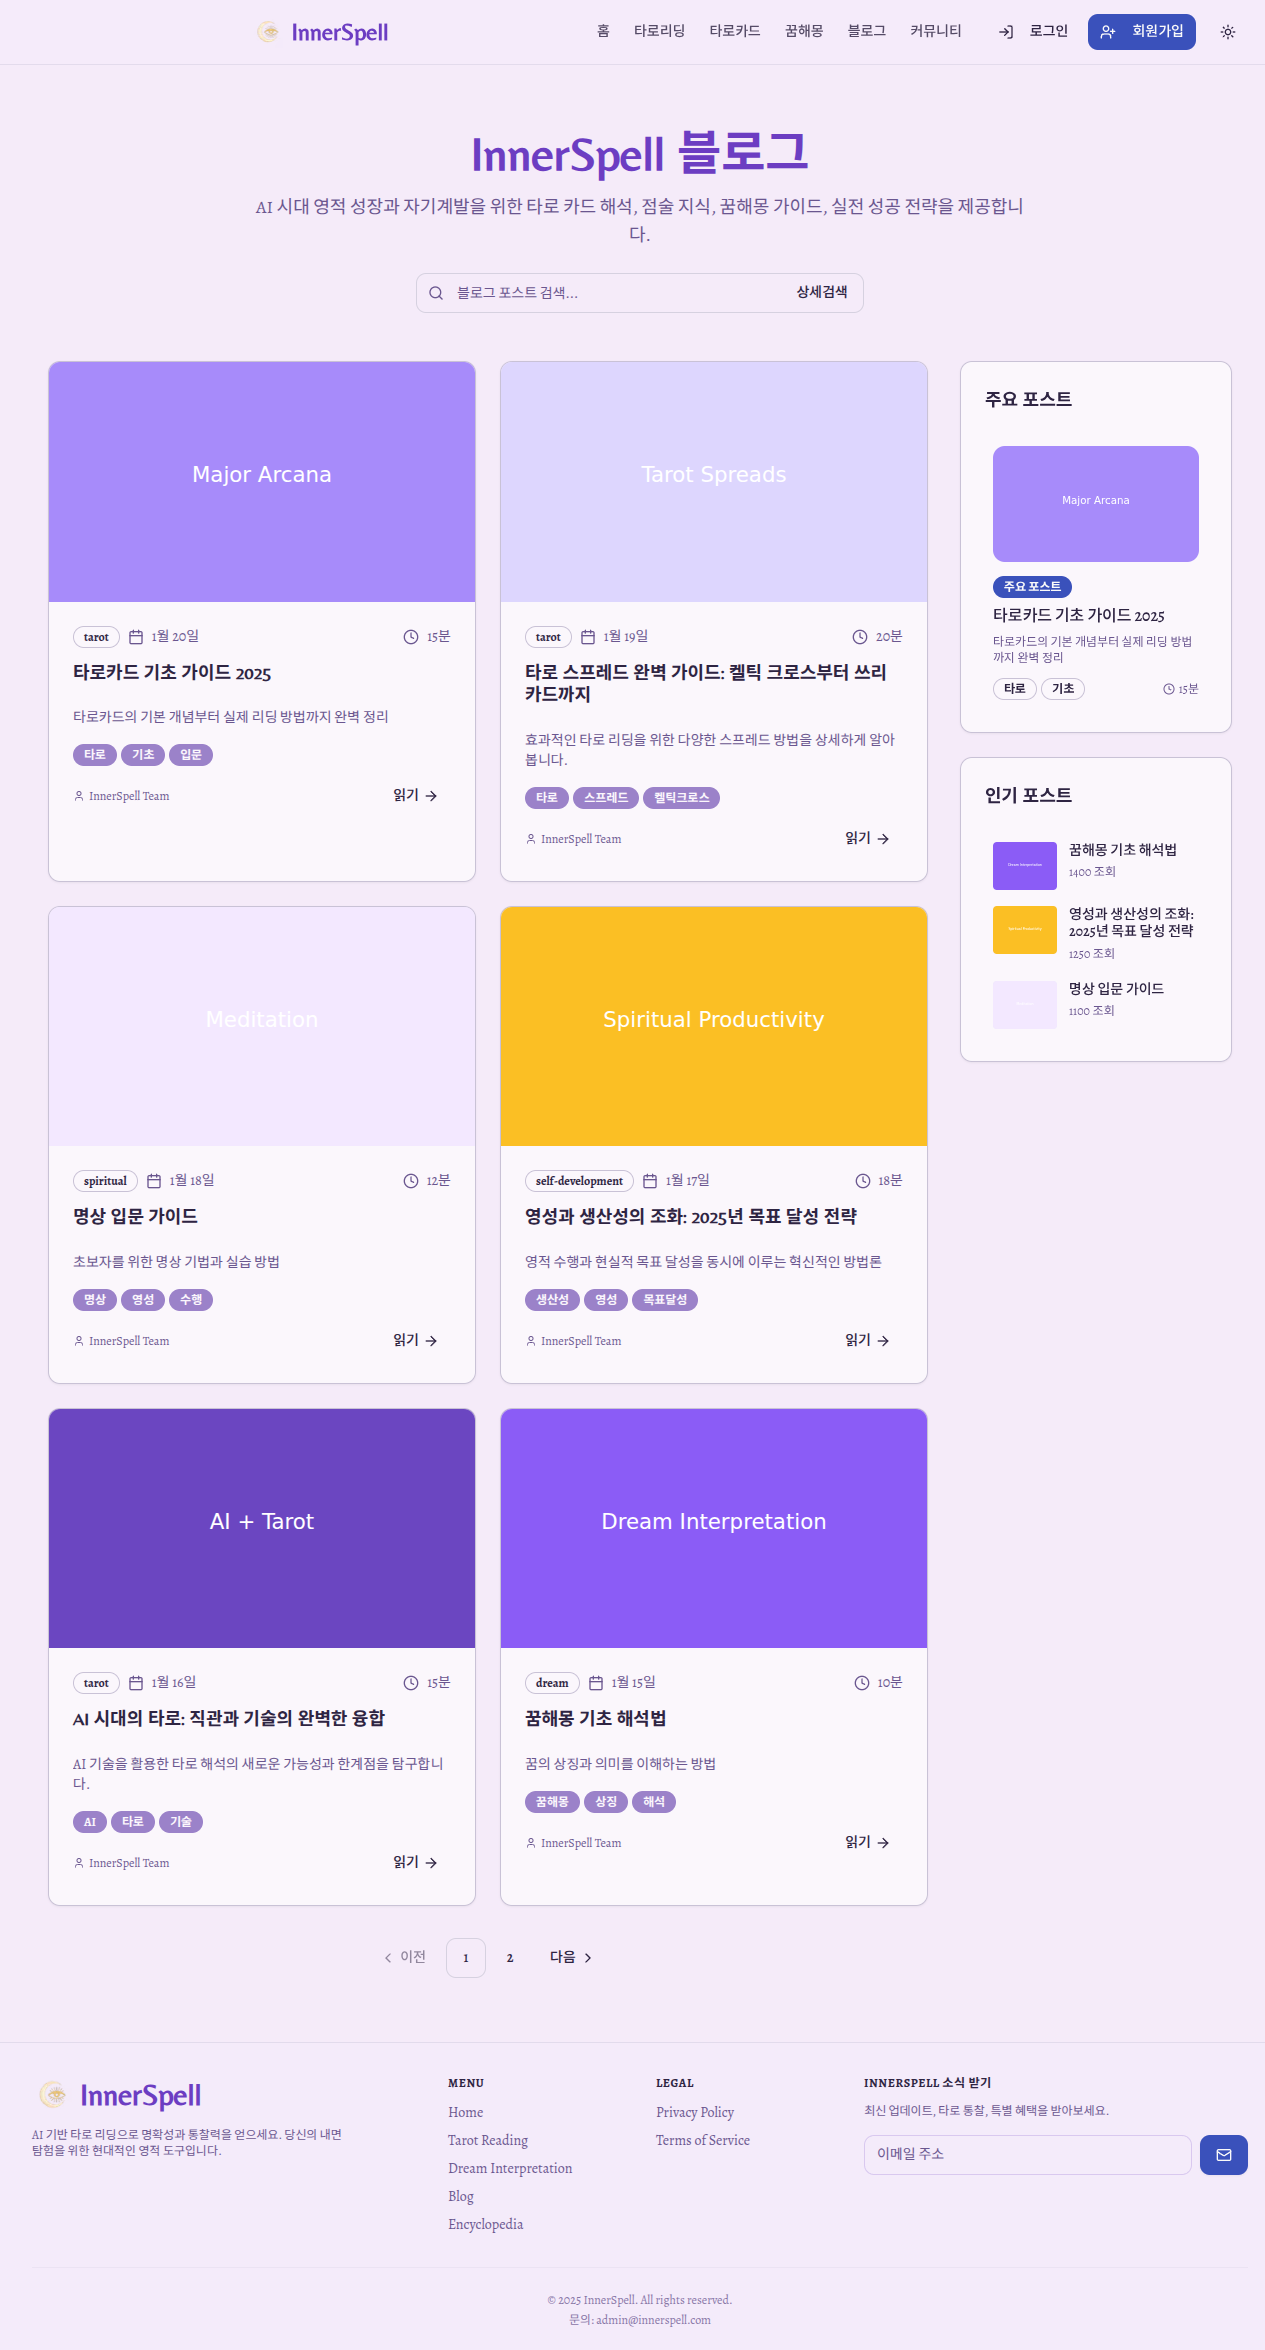 InnerSpell
홈 타로리딩 타로카드 꿈해몽 블로그 커뮤니티 로그인 회원가입
InnerSpell 블로그
AI 시대 영적 성장과 자기계발을 위한 타로 카드 해석, 점술 지식, 꿈해몽 가이드, 실전 성공 전략을 제공합니
다.
블로그 포스트 검색... 상세검색
Major Arcana
tarot 1월 20일 15분
타로카드 기초 가이드 2025
타로카드의 기본 개념부터 실제 리딩 방법까지 완벽 정리
타로 기초 입문
InnerSpell Team 읽기
Tarot Spreads
tarot 1월 19일 20분
타로 스프레드 완벽 가이드: 켈틱 크로스부터 쓰리
카드까지
효과적인 타로 리딩을 위한 다양한 스프레드 방법을 상세하게 알아
봅니다.
타로 스프레드 켈틱크로스
InnerSpell Team 읽기
Meditation
spiritual 1월 18일 12분
명상 입문 가이드
초보자를 위한 명상 기법과 실습 방법
명상 영성 수행
InnerSpell Team 읽기
Spiritual Productivity
self-development 1월 17일 18분
영성과 생산성의 조화: 2025년 목표 달성 전략
영적 수행과 현실적 목표 달성을 동시에 이루는 혁신적인 방법론
생산성 영성 목표달성
InnerSpell Team 읽기
AI + Tarot
tarot 1월 16일 15분
AI 시대의 타로: 직관과 기술의 완벽한 융합
AI 기술을 활용한 타로 해석의 새로운 가능성과 한계점을 탐구합니
다.
AI 타로 기술
InnerSpell Team 읽기
Dream Interpretation
dream 1월 15일 10분
꿈해몽 기초 해석법
꿈의 상징과 의미를 이해하는 방법
꿈해몽 상징 해석
InnerSpell Team 읽기
이전 1 2 다음
주요 포스트
Major Arcana
주요 포스트
타로카드 기초 가이드 2025
타로카드의 기본 개념부터 실제 리딩 방법
까지 완벽 정리
타로 기초 15분
인기 포스트
Dream Interpretation
꿈해몽 기초 해석법
1400 조회
Spiritual Productivity
영성과 생산성의 조화:
2025년 목표 달성 전략
1250 조회
명상 입문 가이드
1100 조회
InnerSpell
AI 기반 타로 리딩으로 명확성과 통찰력을 얻으세요. 당신의 내면
탐험을 위한 현대적인 영적 도구입니다.
MENU
Home
Tarot Reading
Dream Interpretation
Blog
Encyclopedia
LEGAL
Privacy Policy
Terms of Service
INNERSPELL 소식 받기
최신 업데이트, 타로 통찰, 특별 혜택을 받아보세요.
이메일 주소
© 2025 InnerSpell. All rights reserved.
문의: admin@innerspell.com